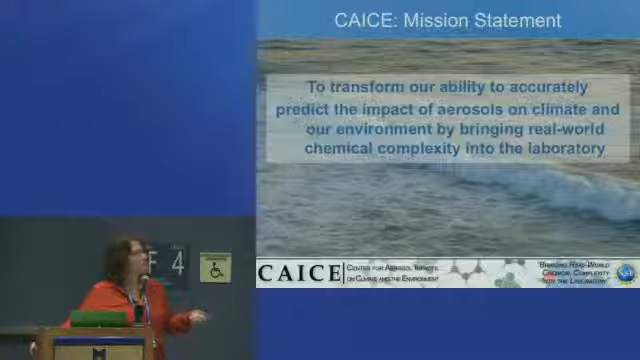 CAICE: Mission Statement
To transform our ability to accurately
predict the impact of aerosols on climate and
our environment by bringing real-world
chemical complexity into the laboratory
CAICE
CENTER FOR AEROSOL IMPACTS
ON CLIMATE AND THE ENVIRONMENT
BRINGING REAL-WORLD
CHEMICAL COMPLEXITY
INTO THE LABORATORY
F 4